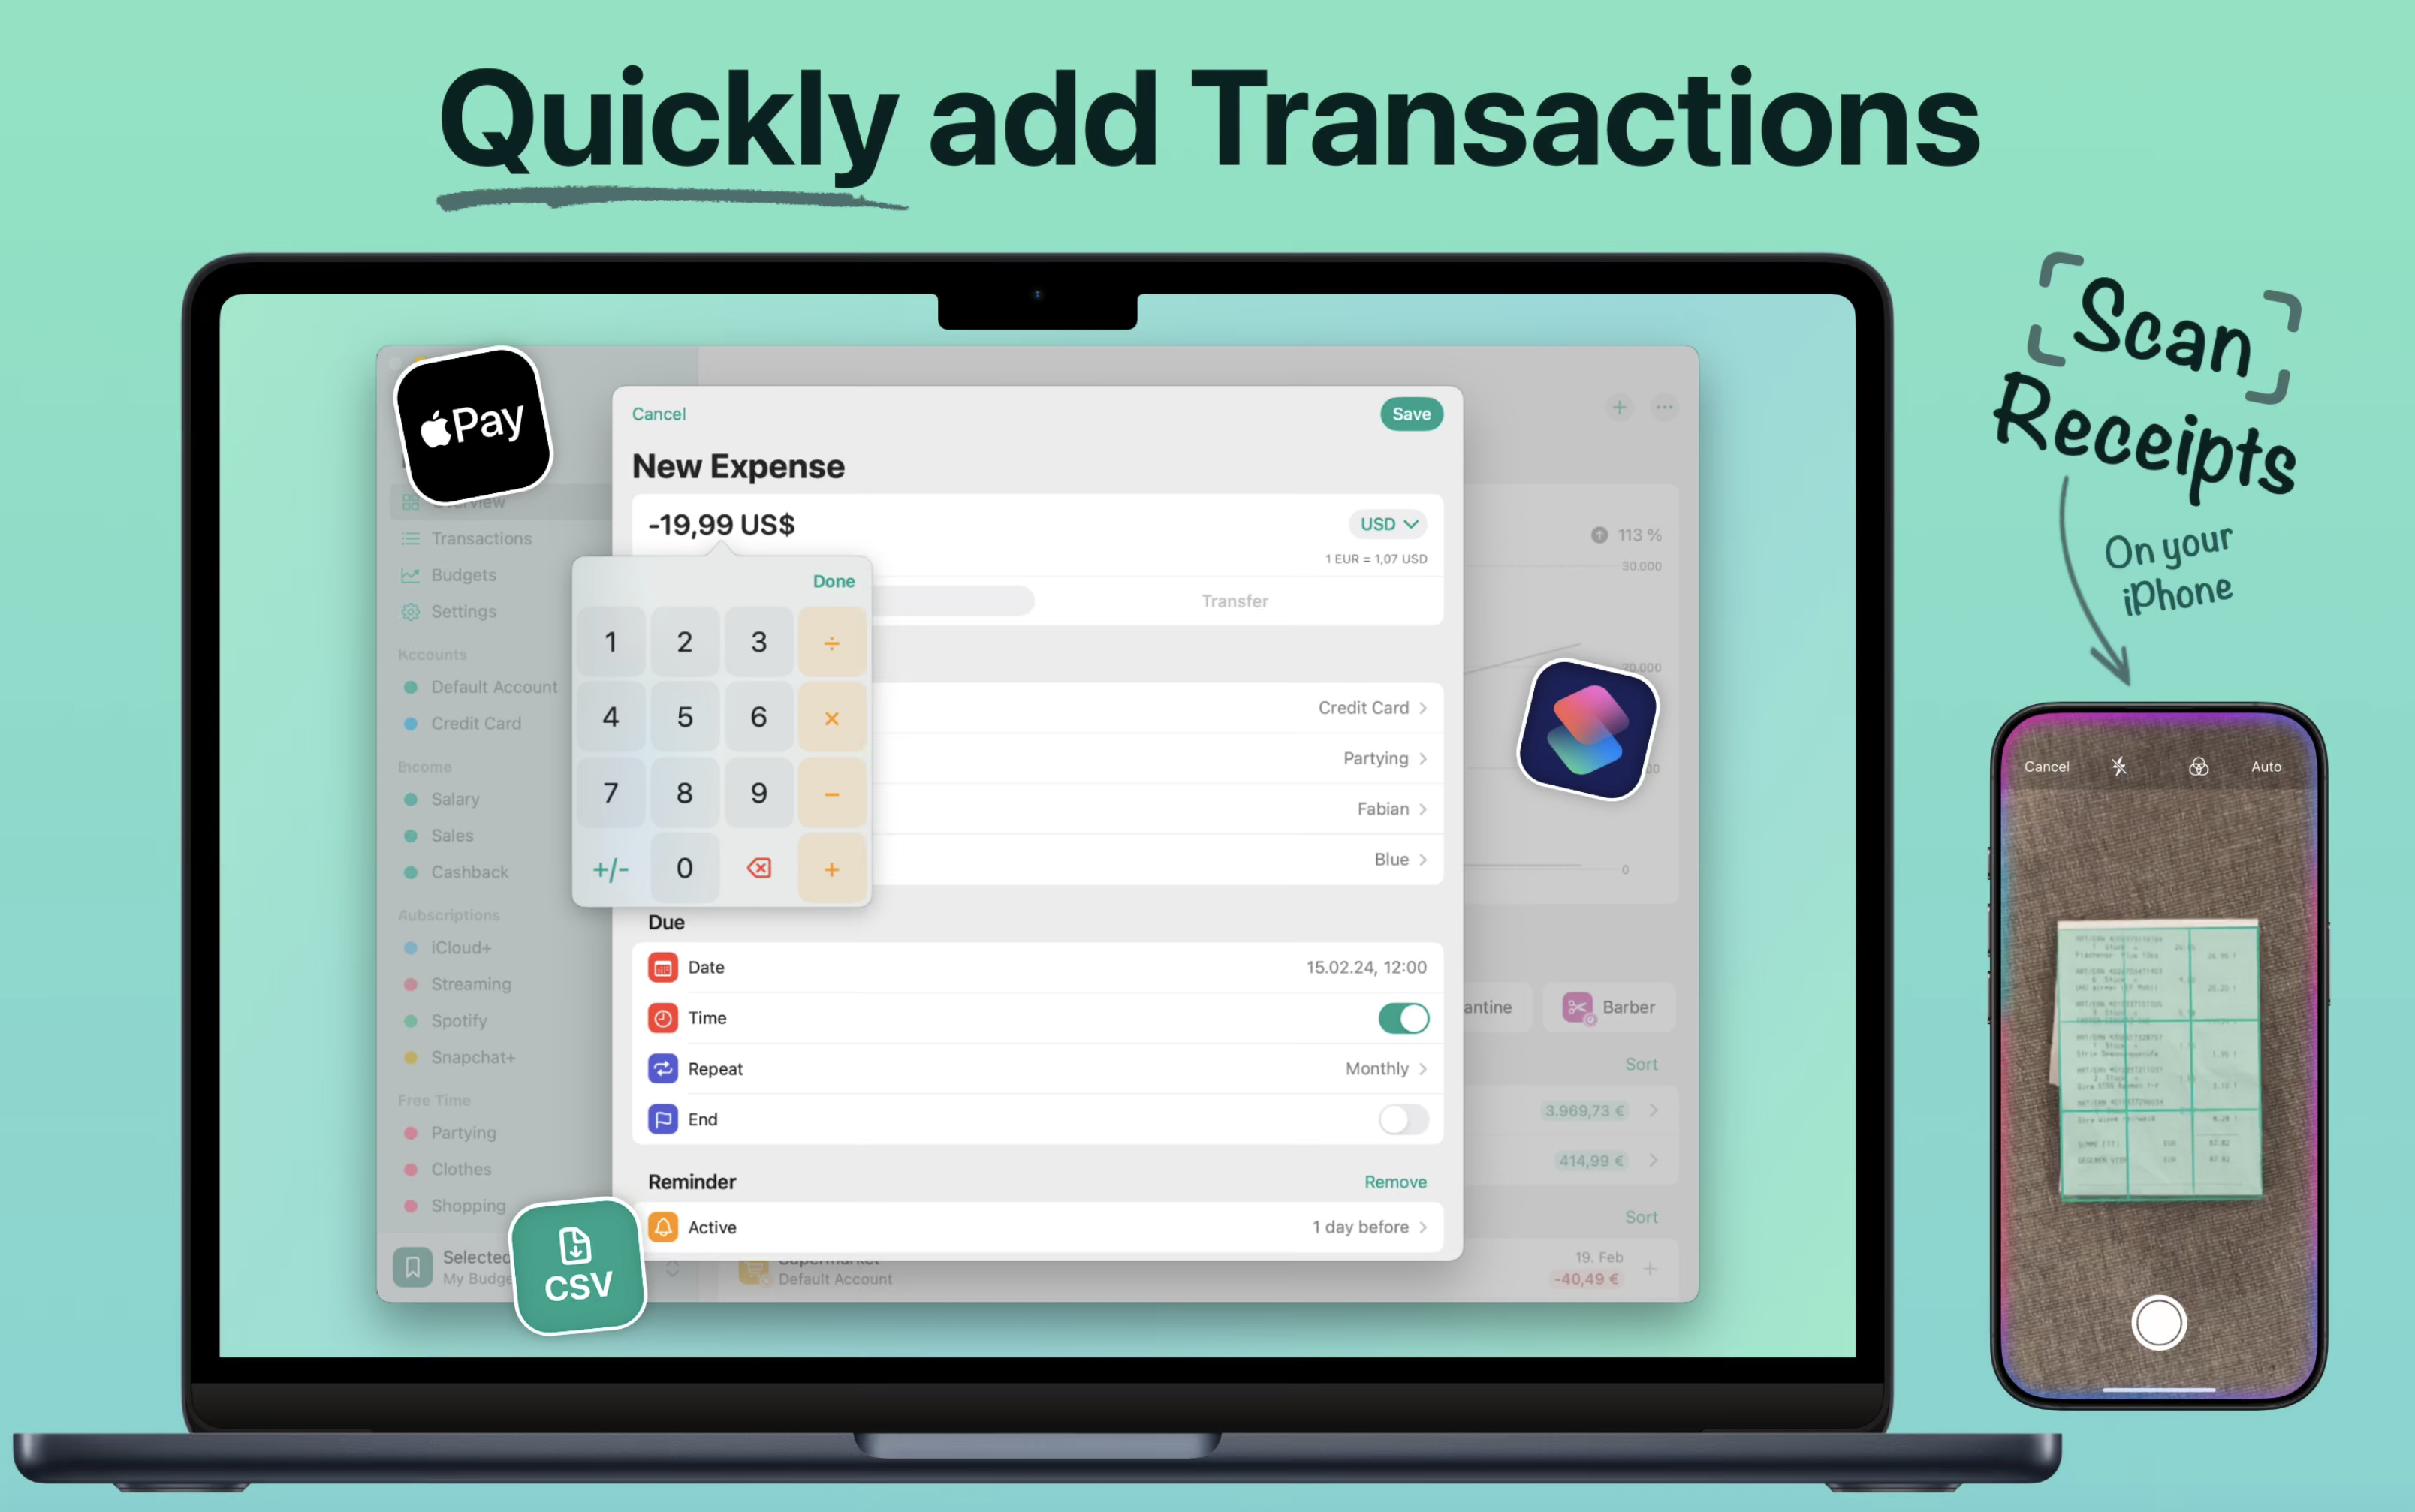 Quickly add Transactions
Scan
Receipts
On your
iPhone
Pay
Cancel
Save
New Expense
-19,99 US$
USD
1 EUR = 1,07 USD
Transfer
Done
1 2 3 ÷
4 5 6 ×
7 8 9 −
+/- 0 +
Credit Card
Partying
Fabian
Blue
Due
Date 15.02.24, 12:00
Time
Repeat Monthly
End
Reminder Remove
Active 1 day before
Transactions
Budgets
Settings
Accounts
Default Account
Credit Card
Income
Salary
Sales
Cashback
Aubscriptions
iCloud+
Streaming
Spotify
Snapchat+
Free Time
Partying
Clothes
Shopping
Selected
My Budge
CSV
113 %
30.000
20.000
0
antine
Barber
Sort
3.969,73 €
414,99 €
Sort
Supermarket
Default Account
19. Feb
-40,49 €
Cancel
Auto